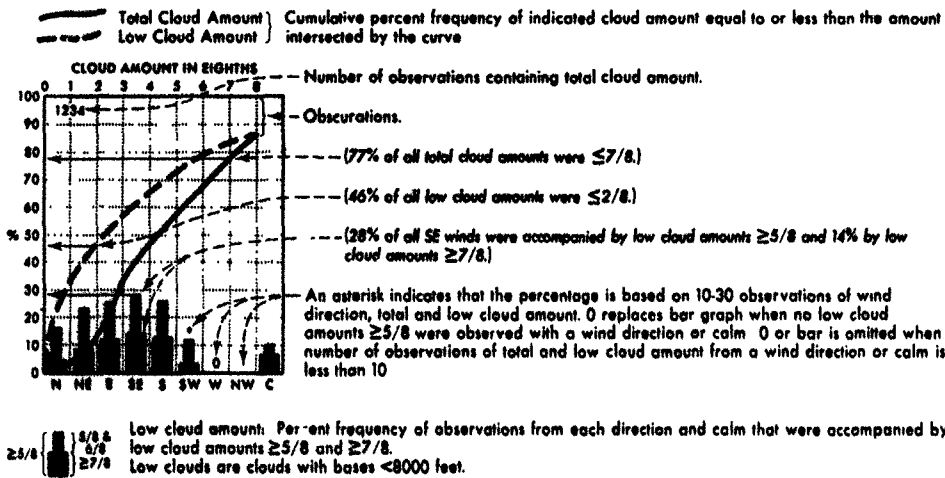 Total Cloud Amount
Low Cloud Amount
Cumulative percent frequency of indicated cloud amount equal to or less than the amount
intersected by the curve
CLOUD AMOUNT IN EIGHTHS
0 1 2 3 4 5 6 7 8
100
90
80
70
60
% 50
40
30
20
10
0
1234
N NE E SE S SW W NW C
*
0
Number of observations containing total cloud amount.
Obscurations.
(77% of all total cloud amounts were ≤7/8.)
(46% of all low cloud amounts were ≤2/8.)
(28% of all SE winds were accompanied by low cloud amounts ≥5/8 and 14% by low
cloud amounts ≥7/8.)
An asterisk indicates that the percentage is based on 10-30 observations of wind
direction, total and low cloud amount. 0 replaces bar graph when no low cloud
amounts ≥5/8 were observed with a wind direction or calm 0 or bar is omitted when
number of observations of total and low cloud amount from a wind direction or calm is
less than 10
≥5/8
5/8 &
6/8
≥7/8
Low cloud amount: Per-ent frequency of observations from each direction and calm that were accompanied by
low cloud amounts ≥5/8 and ≥7/8.
Low clouds are clouds with bases <8000 feet.